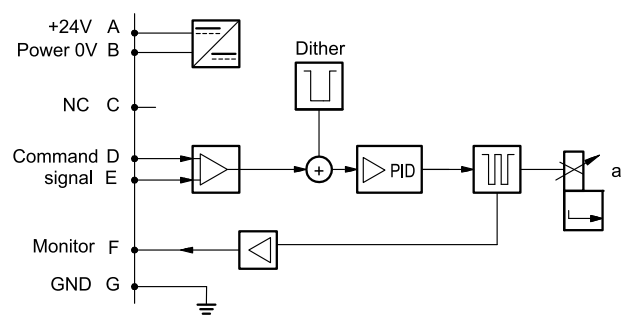 +24V A
Power 0V B
Dither
NC C
Command D
signal E
+
PID
a
Monitor F
GND G